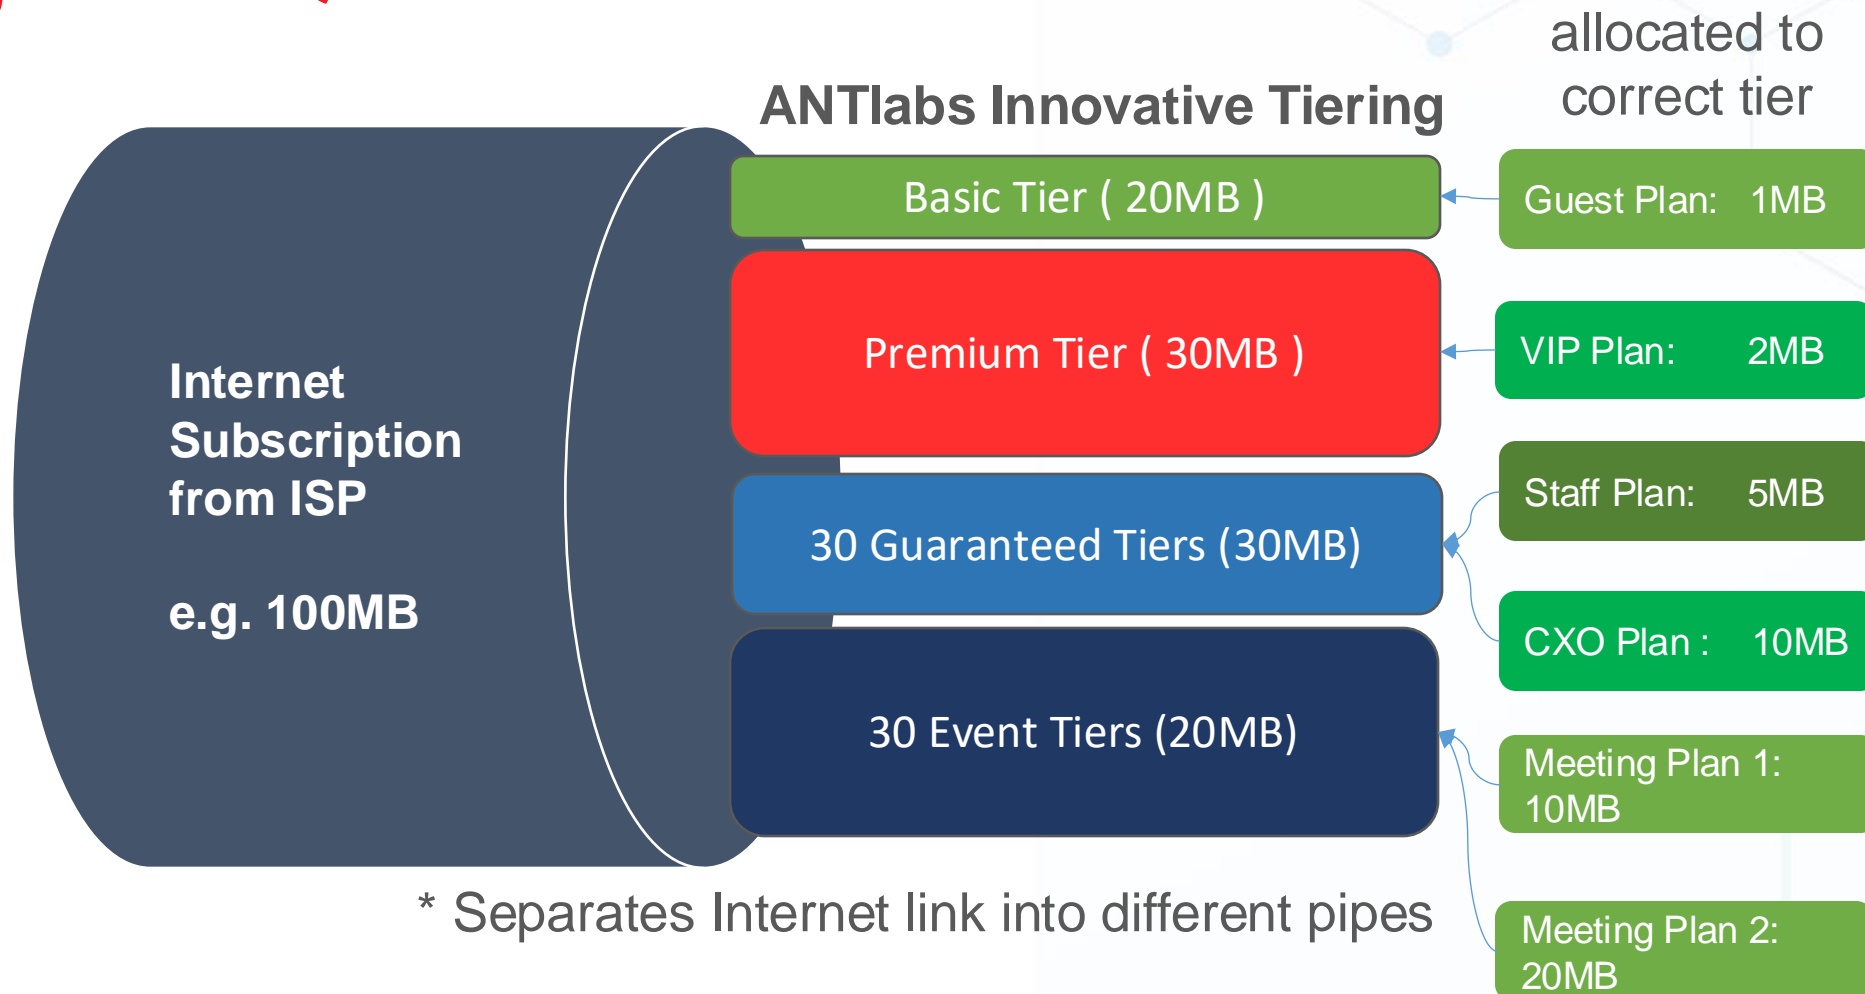 allocated to
correct tier
ANTlabs Innovative Tiering
Internet
Subscription
from ISP
e.g. 100MB
Basic Tier ( 20MB )
Premium Tier ( 30MB )
30 Guaranteed Tiers (30MB)
30 Event Tiers (20MB)
Guest Plan: 1MB
VIP Plan: 2MB
Staff Plan: 5MB
CXO Plan : 10MB
Meeting Plan 1:
10MB
Meeting Plan 2:
20MB
* Separates Internet link into different pipes